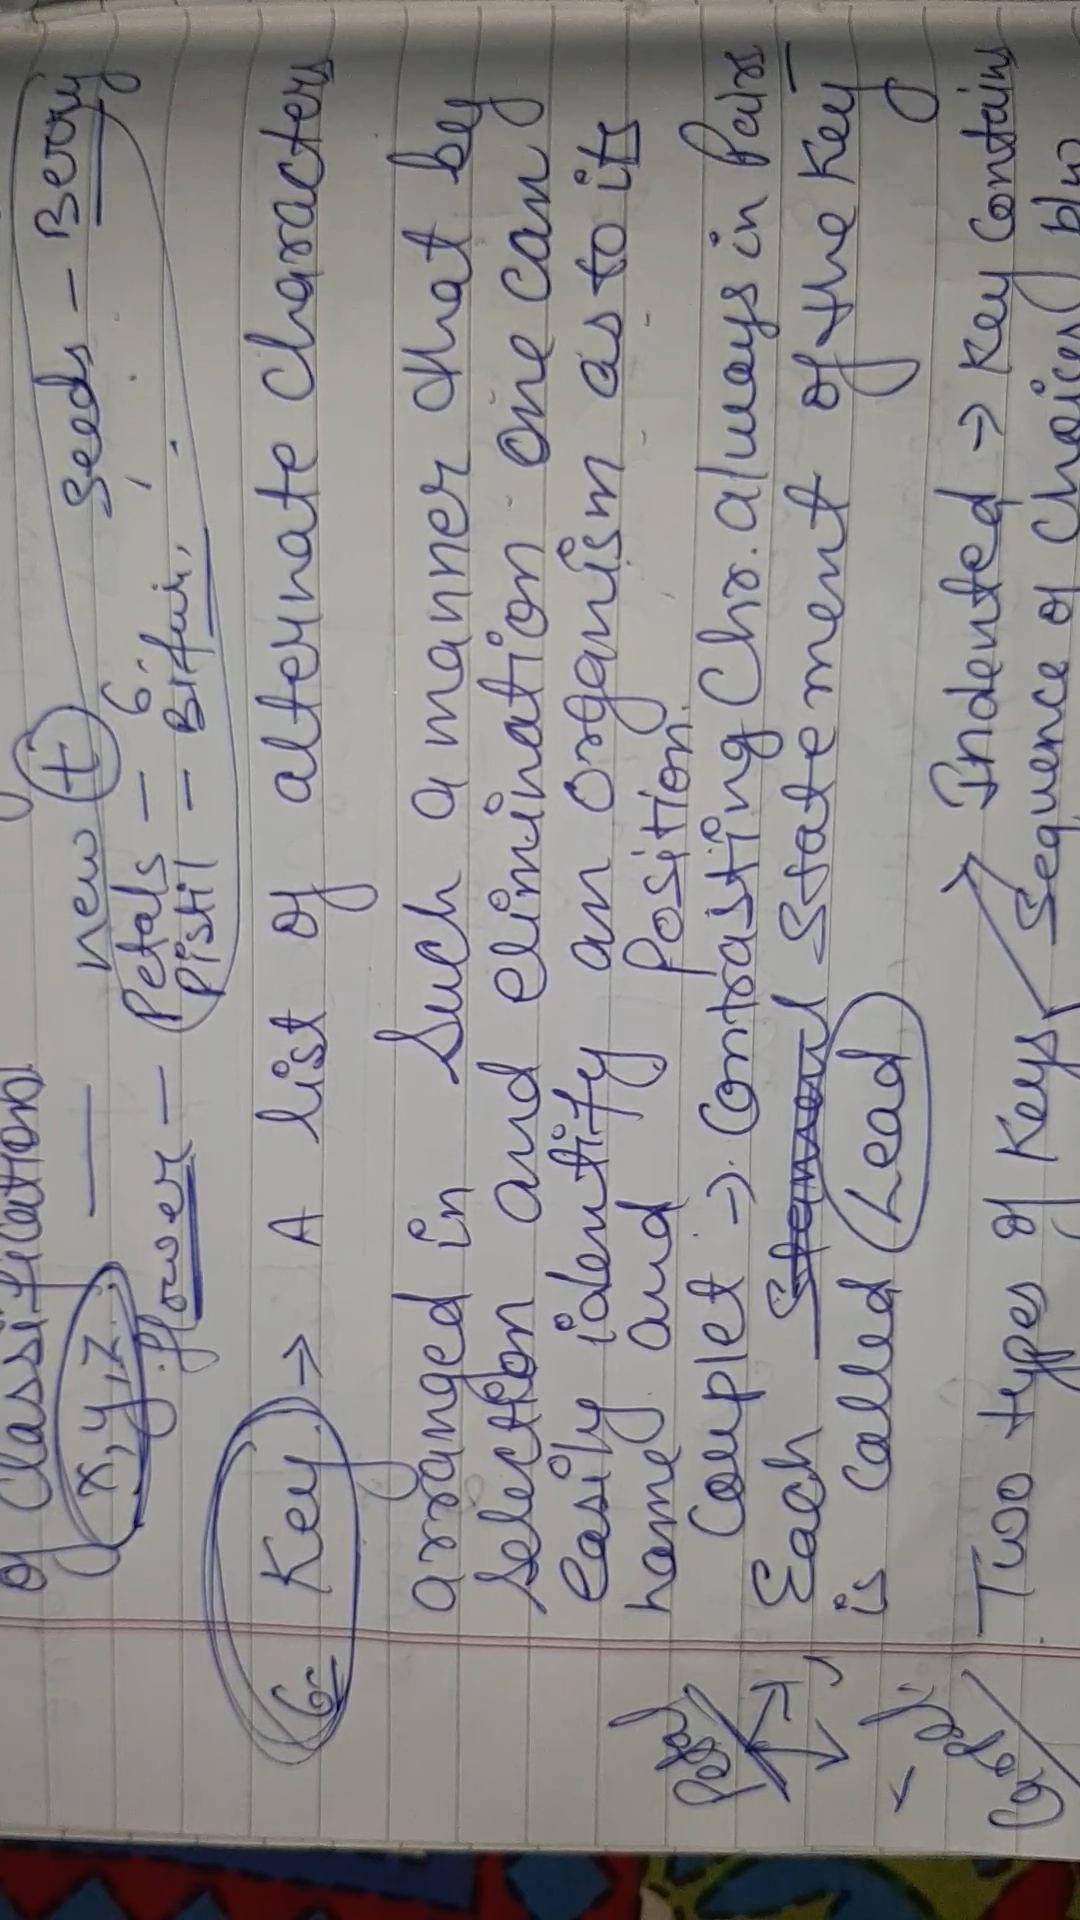 of Classification
x, y, z — new (t) Seeds - Berry
flower - Petals - 6
Pistil -
6 Key → A list of alternate Characters
arranged in such a manner that by
selection and elimination one can
easily identify an organism as to its
name and Position.
Couplet → Contrasting Chr. always in Pairs
Each Statement of the Key
is called Lead
Two types of Keys Indented → Key Contains
Sequence of Choices b/w
Petal